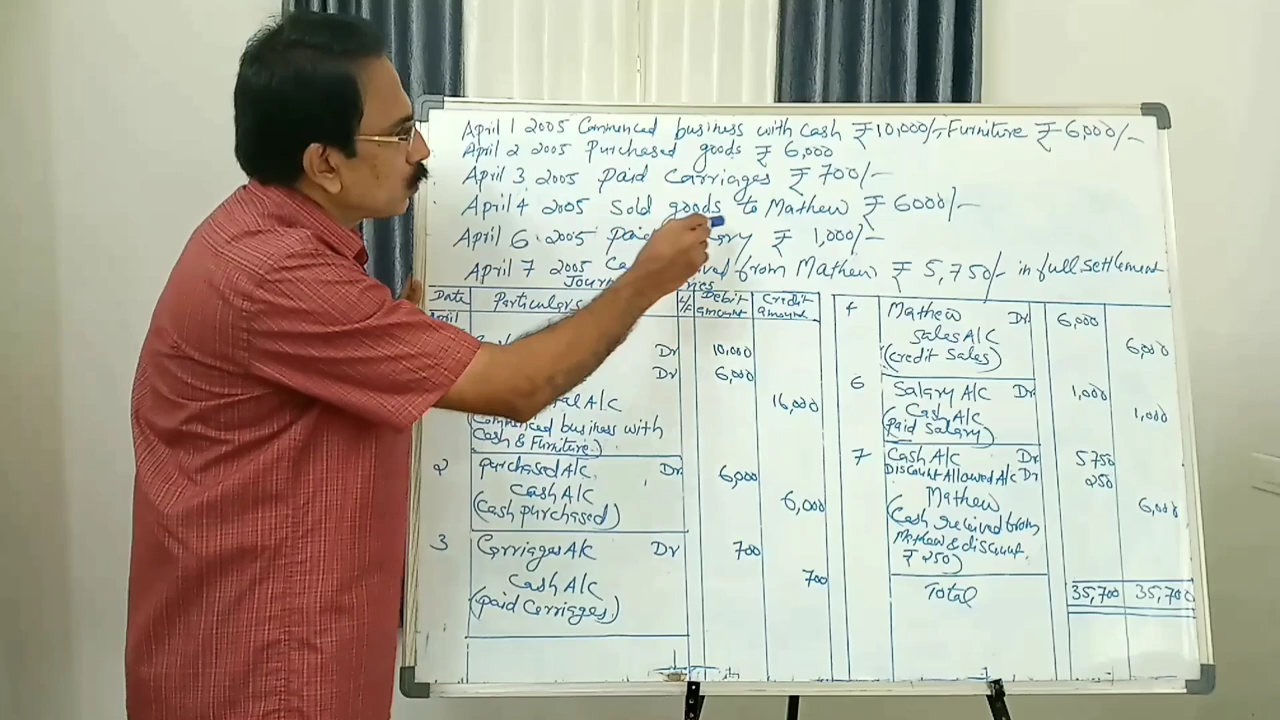 April 1 2005 Commenced business with cash ₹ 10,000/- Furniture ₹ 6,000/-
April 2 2005 Purchased goods ₹ 6,000
April 3 2005 Paid Carriages ₹ 700/-
April 4 2005 Sold goods to Mathew ₹ 6000/-
April 6 2005 Paid ₹ 1,000/-
April 7 2005 from Mathew ₹ 5,750/- in full settlement
Date Particulars L/F Debit amount Credit amount
April
Dr 10,000
Dr 6,000
A/C 16,000
(Commenced business with
Cash & Furniture)
2 Purchased A/C Dr 6,000
Cash A/C 6,000
(Cash purchased)
3 Carriages A/C Dr 700
Cash A/C 700
(Paid Carriages)
4 Mathew Dr 6,000
Sales A/C 6,000
(credit Sales)
6 Salary A/C Dr 1,000
Cash A/C 1,000
(Paid Salary)
7 Cash A/C Dr 5750
Discount Allowed A/C Dr 250
Mathew 6,000
(Cash received from
Mathew & discount
₹ 250)
Total 35,700 35,700